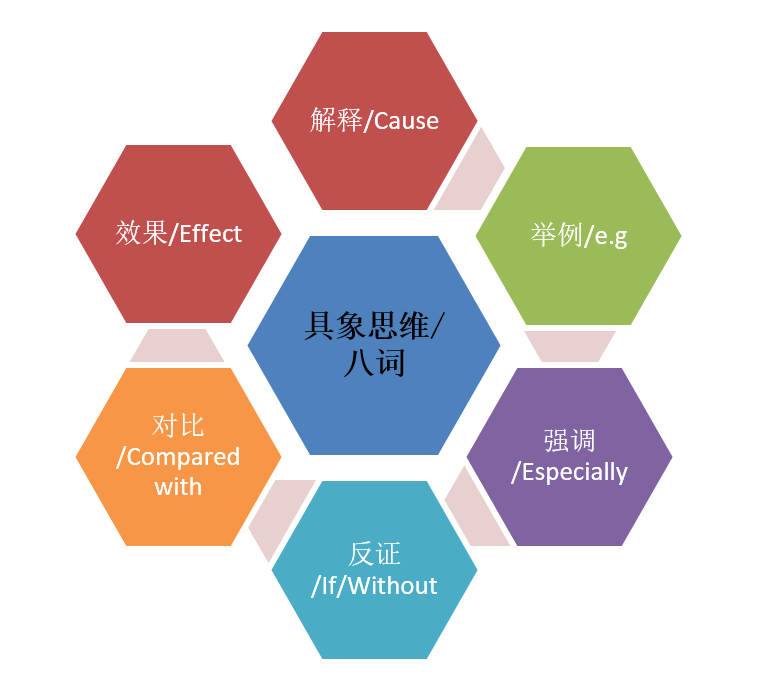 解释/Cause
举例/e.g
强调
/Especially
反证
/If/Without
对比
/Compared
with
效果/Effect
具象思维/
八词